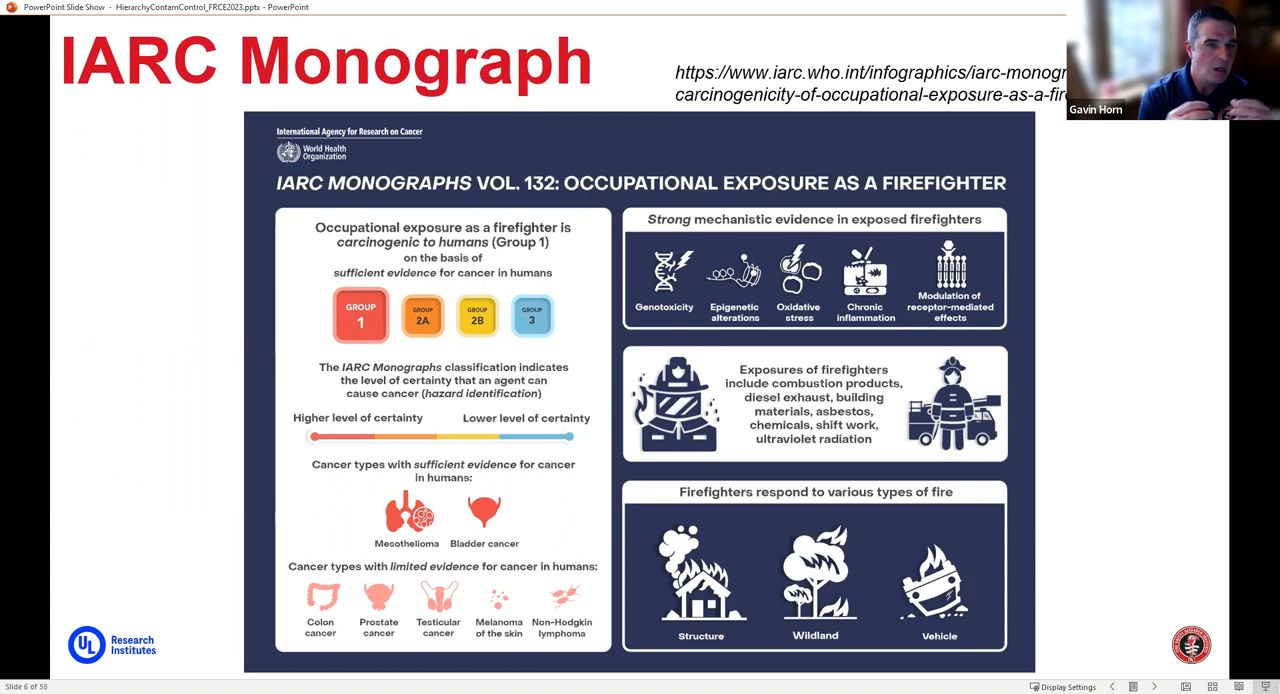 PowerPoint Slide Show - HierarchyContamControl_FRCE2023.pptx - PowerPoint
IARC Monograph
https://www.iarc.who.int/infographics/iarc-monogr
carcinogenicity-of-occupational-exposure-as-a-fir
Gavin Horn
International Agency for Research on Cancer
World Health
Organization
IARC MONOGRAPHS VOL. 132: OCCUPATIONAL EXPOSURE AS A FIREFIGHTER
Occupational exposure as a firefighter is
carcinogenic to humans (Group 1)
on the basis of
sufficient evidence for cancer in humans
GROUP
1
GROUP
2A
GROUP
2B
GROUP
3
The IARC Monographs classification indicates
the level of certainty that an agent can
cause cancer (hazard identification)
Higher level of certainty
Lower level of certainty
Cancer types with sufficient evidence for cancer
in humans:
Mesothelioma
Bladder cancer
Cancer types with limited evidence for cancer in humans:
Colon
cancer
Prostate
cancer
Testicular
cancer
Melanoma
of the skin
Non-Hodgkin
lymphoma
Strong mechanistic evidence in exposed firefighters
Genotoxicity
Epigenetic
alterations
Oxidative
stress
Chronic
inflammation
Modulation of
receptor-mediated
effects
Exposures of firefighters
include combustion products,
diesel exhaust, building
materials, asbestos,
chemicals, shift work,
ultraviolet radiation
Firefighters respond to various types of fire
Structure
Wildland
Vehicle
UL
Research
Institutes
Slide 6 of 58
Display Settings